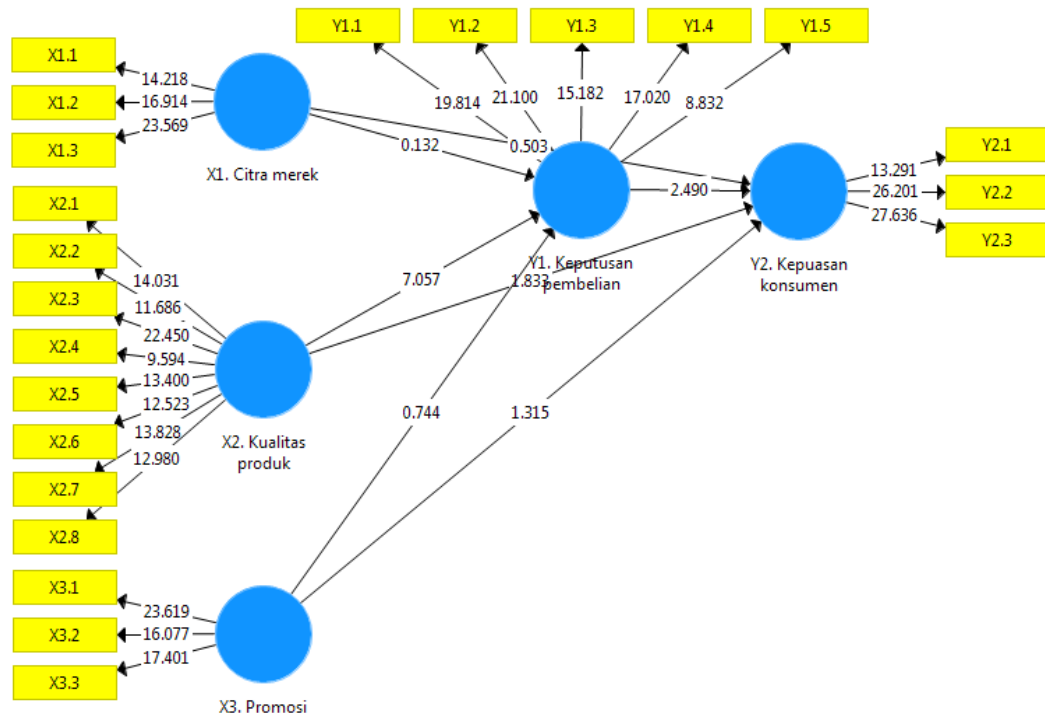 Y1.1
Y1.2
Y1.3
Y1.4
Y1.5
X1.1
X1.2
X1.3
14.218
16.914
23.569
X1. Citra merek
19.814
21.100
15.182
17.020
8.832
0.132
0.503
2.490
Y2.1
Y2.2
Y2.3
13.291
26.201
27.636
Y1. Keputusan
pembelian
Y2. Kepuasan
konsumen
X2.1
X2.2
X2.3
X2.4
X2.5
X2.6
X2.7
X2.8
14.031
11.686
22.450
9.594
13.400
12.523
13.828
12.980
X2. Kualitas
produk
7.057
1.833
0.744
1.315
X3.1
X3.2
X3.3
23.619
16.077
17.401
X3. Promosi